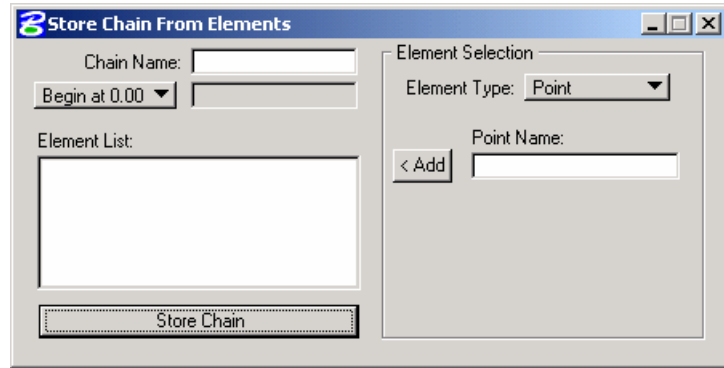 Store Chain From Elements
Chain Name:
Begin at 0.00
Element List:
Store Chain
Element Selection
Element Type: Point
Point Name:
< Add